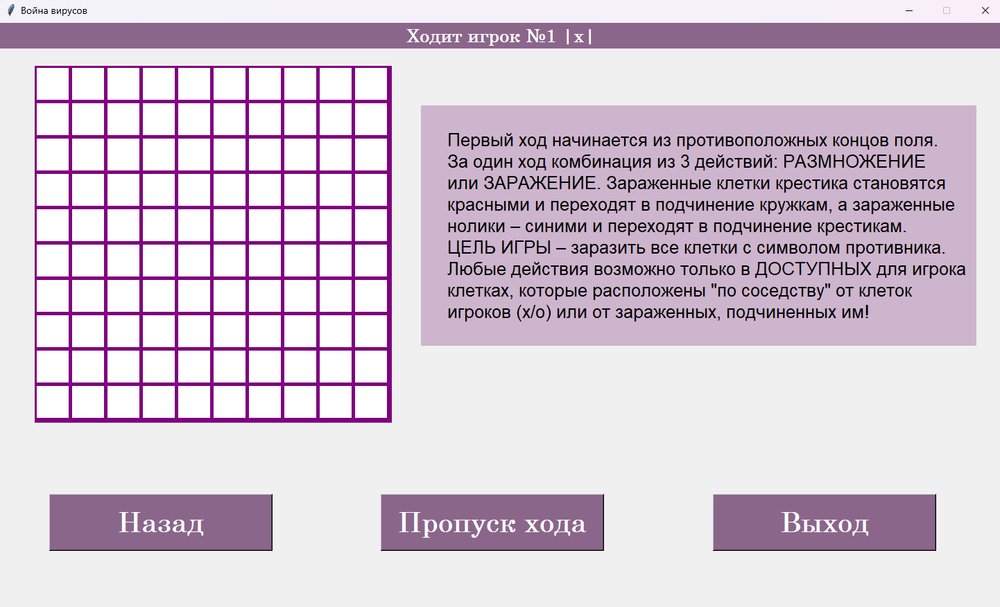 Война вирусов
Ходит игрок №1 |x|
Первый ход начинается из противоположных концов поля.
За один ход комбинация из 3 действий: РАЗМНОЖЕНИЕ
или ЗАРАЖЕНИЕ. Зараженные клетки крестика становятся
красными и переходят в подчинение кружкам, а зараженные
нолики – синими и переходят в подчинение крестикам.
ЦЕЛЬ ИГРЫ – заразить все клетки с символом противника.
Любые действия возможно только в ДОСТУПНЫХ для игрока
клетках, которые расположены "по соседству" от клеток
игроков (x/o) или от зараженных, подчиненных им!
Назад
Пропуск хода
Выход